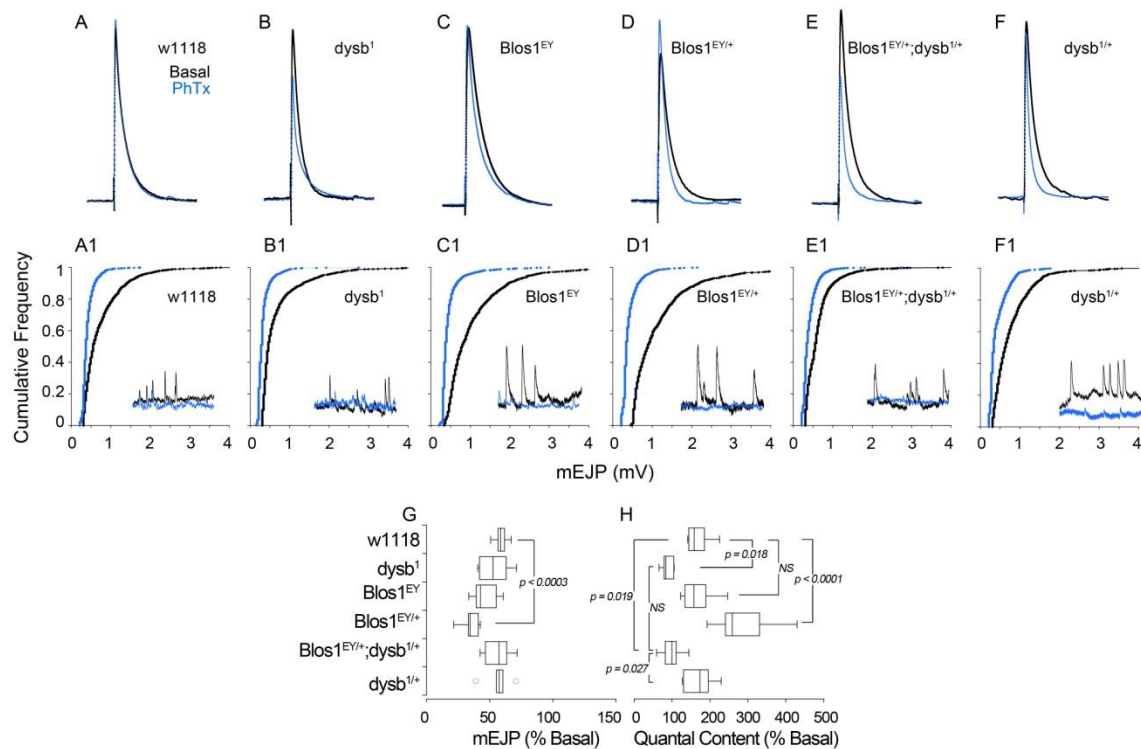 A
B
C
D
E
F
w1118
dysb¹
Blos1ᴱʸ
Blos1ᴱʸ/⁺
Blos1ᴱʸ/⁺;dysb¹/⁺
dysb¹/⁺
Basal
PhTx
A1
B1
C1
D1
E1
F1
Cumulative Frequency
1
0.8
0.6
0.4
0.2
0
w1118
dysb¹
Blos1ᴱʸ
Blos1ᴱʸ/⁺
Blos1ᴱʸ/⁺;dysb¹/⁺
dysb¹/⁺
0 1 2 3 4
0 1 2 3 4
0 1 2 3 4
0 1 2 3 4
0 1 2 3 4
0 1 2 3 4
mEJP (mV)
G
H
w1118
dysb¹
Blos1ᴱʸ
Blos1ᴱʸ/⁺
Blos1ᴱʸ/⁺;dysb¹/⁺
dysb¹/⁺
p < 0.0003
p = 0.018
NS
p < 0.0001
p = 0.019
NS
p = 0.027
0 50 100 150
mEJP (% Basal)
0 100 200 300 400 500
Quantal Content (% Basal)